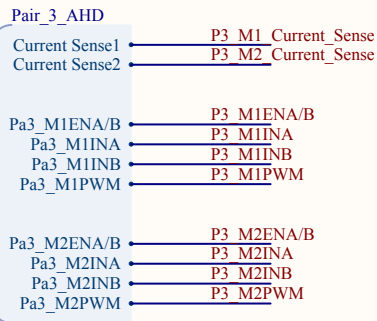 Pair_3_AHD
Current Sense1 P3_M1_Current_Sense
Current Sense2 P3_M2_Current_Sense
Pa3_M1ENA/B P3_M1ENA/B
Pa3_M1INA P3_M1INA
Pa3_M1INB P3_M1INB
Pa3_M1PWM P3_M1PWM
Pa3_M2ENA/B P3_M2ENA/B
Pa3_M2INA P3_M2INA
Pa3_M2INB P3_M2INB
Pa3_M2PWM P3_M2PWM